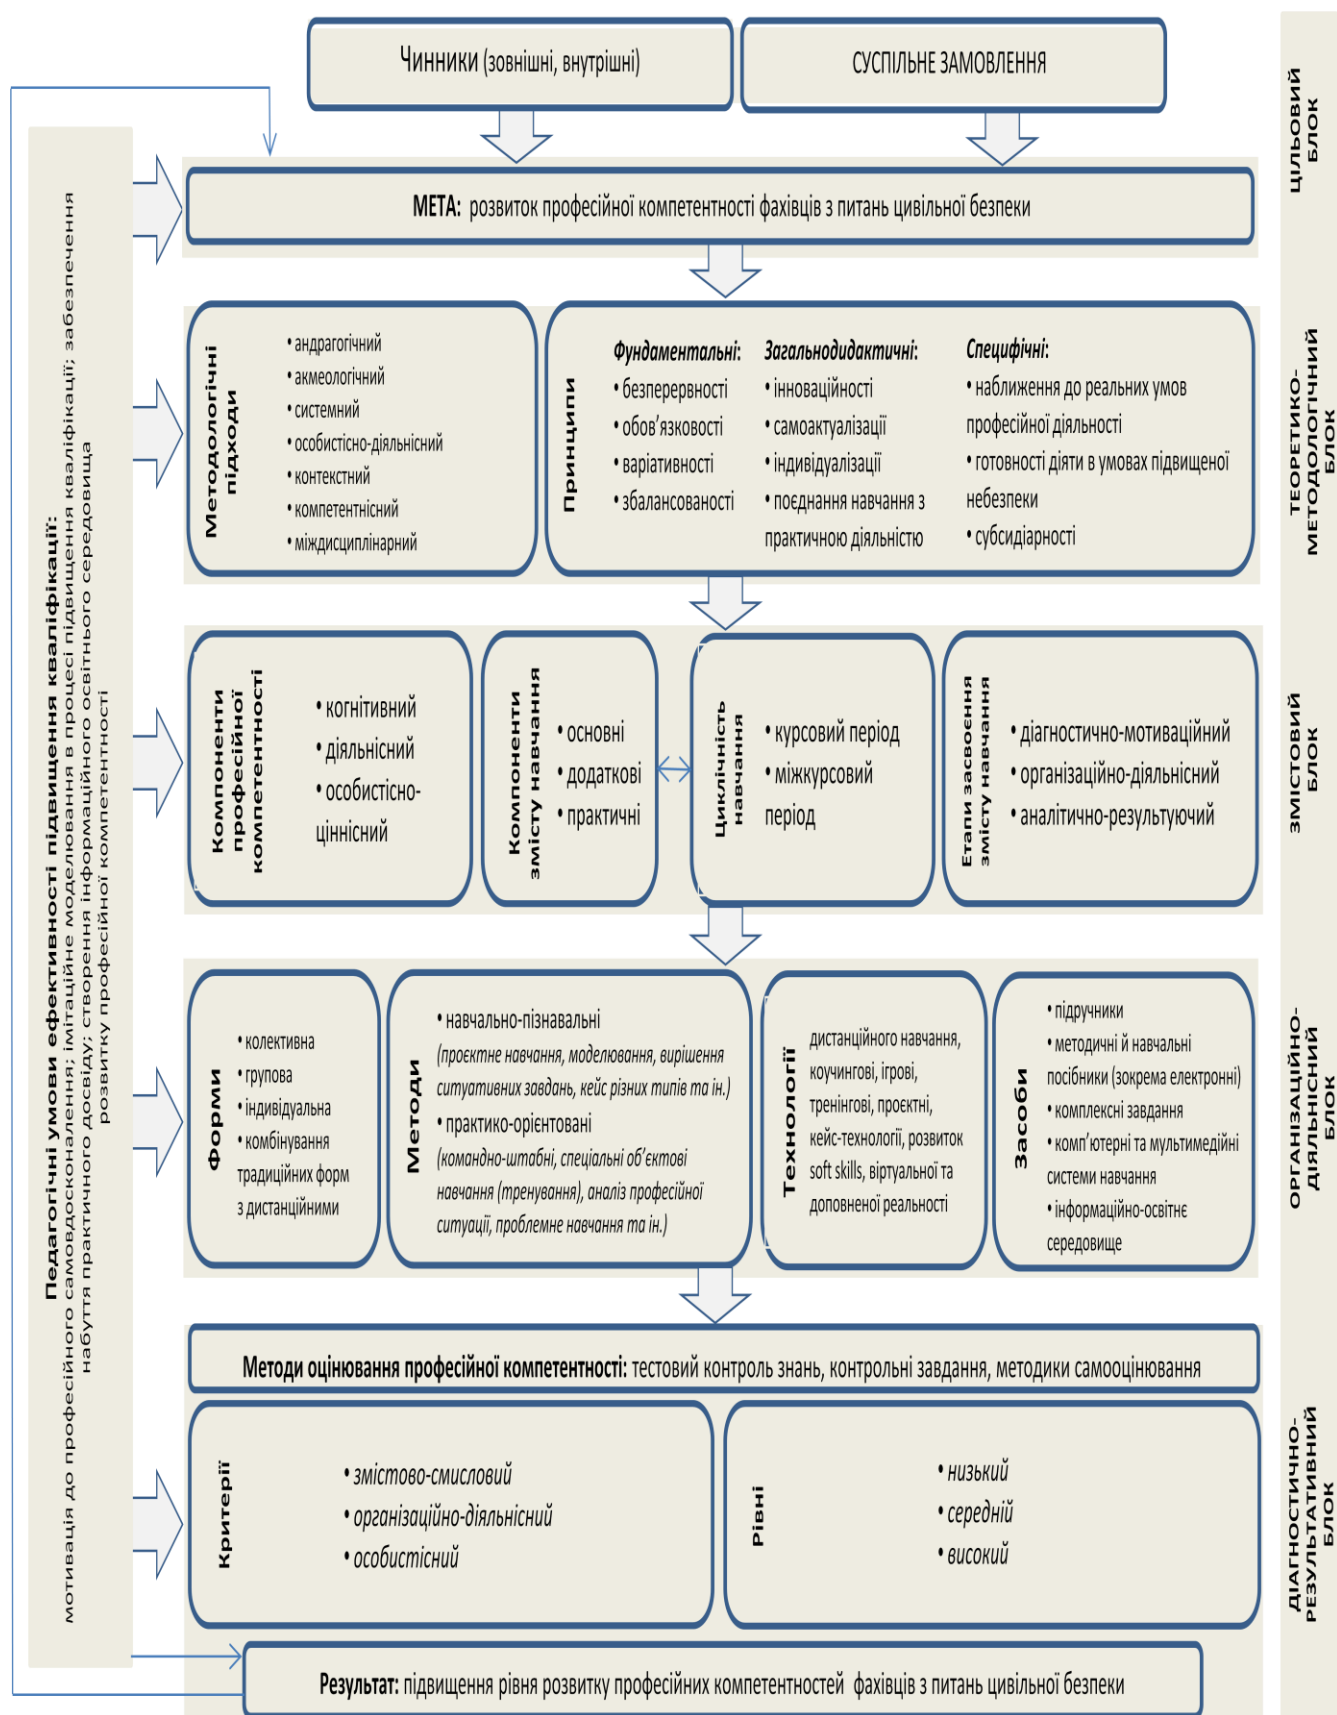 Чинники (зовнішні, внутрішні)
СУСПІЛЬНЕ ЗАМОВЛЕННЯ
ЦІЛЬОВИЙ
БЛОК
МЕТА: розвиток професійної компетентності фахівців з питань цивільної безпеки
Педагогічні умови ефективності підвищення кваліфікації:
мотивація до професійного самовдосконалення; імітаційне моделювання в процесі підвищення кваліфікації; забезпечення
набуття практичного досвіду; створення інформаційного освітнього середовища
розвитку професійної компетентності
Методологічні
підходи
• андрагогічний
• акмеологічний
• системний
• особистісно-діяльнісний
• контекстний
• компетентнісний
• міждисциплінарний
Принципи
Фундаментальні:
• безперервності
• обов’язковості
• варіативності
• збалансованості
Загальнодидактичні:
• інноваційності
• самоактуалізації
• індивідуалізації
• поєднання навчання з
практичною діяльністю
Специфічні:
• наближення до реальних умов
професійної діяльності
• готовності діяти в умовах підвищеної
небезпеки
• субсидіарності
ТЕОРЕТИКО-
МЕТОДОЛОГІЧНИЙ
БЛОК
Компоненти
професійної
компетентності
• когнітивний
• діяльнісний
• особистісно-
ціннісний
Компоненти
змісту навчання
• основні
• додаткові
• практичні
Циклічність
навчання
• курсовий період
• міжкурсовий
період
Етапи засвоєння
змісту навчання
• діагностично-мотиваційний
• організаційно-діяльнісний
• аналітично-результуючий
ЗМІСТОВИЙ
БЛОК
Форми
• колективна
• групова
• індивідуальна
• комбінування
традиційних форм
з дистанційними
Методи
• навчально-пізнавальні
(проєктне навчання, моделювання, вирішення
ситуативних завдань, кейс різних типів та ін.)
• практико-орієнтовані
(командно-штабні, спеціальні об’єктові
навчання (тренування), аналіз професійної
ситуації, проблемне навчання та ін.)
Технології
дистанційного навчання,
коучингові, ігрові,
тренінгові, проєктні,
кейс-технології, розвиток
soft skills, віртуальної та
доповненої реальності
Засоби
• підручники
• методичні й навчальні
посібники (зокрема електронні)
• комплексні завдання
• комп’ютерні та мультимедійні
системи навчання
• інформаційно-освітнє
середовище
ОРГАНІЗАЦІЙНО-
ДІЯЛЬНІСНИЙ
БЛОК
Методи оцінювання професійної компетентності: тестовий контроль знань, контрольні завдання, методики самооцінювання
Критерії
• змістово-смисловий
• організаційно-діяльнісний
• особистісний
Рівні
• низький
• середній
• високий
ДІАГНОСТИЧНО-
РЕЗУЛЬТАТИВНИЙ
БЛОК
Результат: підвищення рівня розвитку професійних компетентностей фахівців з питань цивільної безпеки